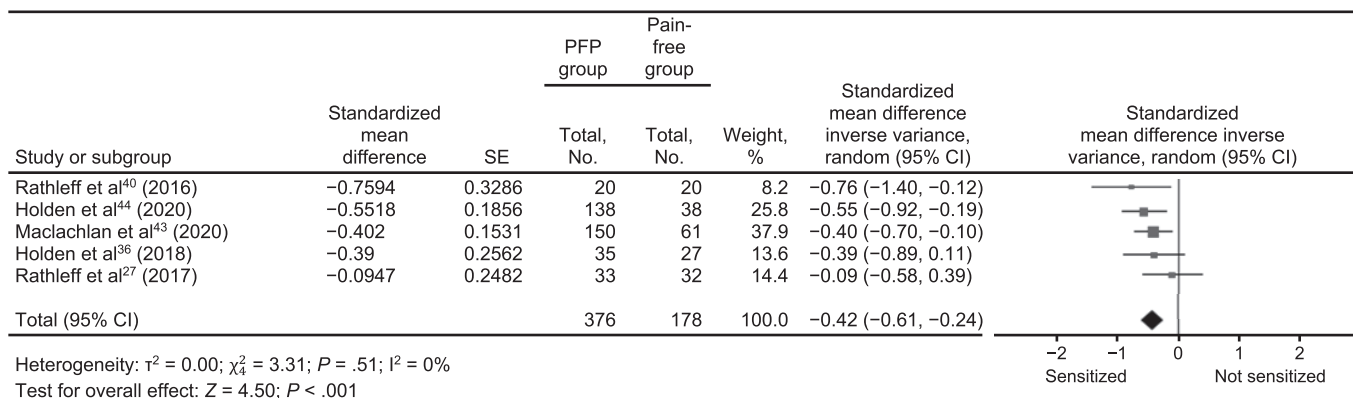 PFP group
Pain-free group
Study or subgroup Standardized mean difference SE Total, No. Total, No. Weight, % Standardized mean difference inverse variance, random (95% CI) Standardized mean difference inverse variance, random (95% CI)
Rathleff et al⁴⁰ (2016) −0.7594 0.3286 20 20 8.2 −0.76 (−1.40, −0.12)
Holden et al⁴⁴ (2020) −0.5518 0.1856 138 38 25.8 −0.55 (−0.92, −0.19)
Maclachlan et al⁴³ (2020) −0.402 0.1531 150 61 37.9 −0.40 (−0.70, −0.10)
Holden et al³⁶ (2018) −0.39 0.2562 35 27 13.6 −0.39 (−0.89, 0.11)
Rathleff et al²⁷ (2017) −0.0947 0.2482 33 32 14.4 −0.09 (−0.58, 0.39)
Total (95% CI) 376 178 100.0 −0.42 (−0.61, −0.24)
Heterogeneity: τ² = 0.00; χ²₄ = 3.31; P = .51; I² = 0%
Test for overall effect: Z = 4.50; P < .001
−2 −1 0 1 2
Sensitized Not sensitized